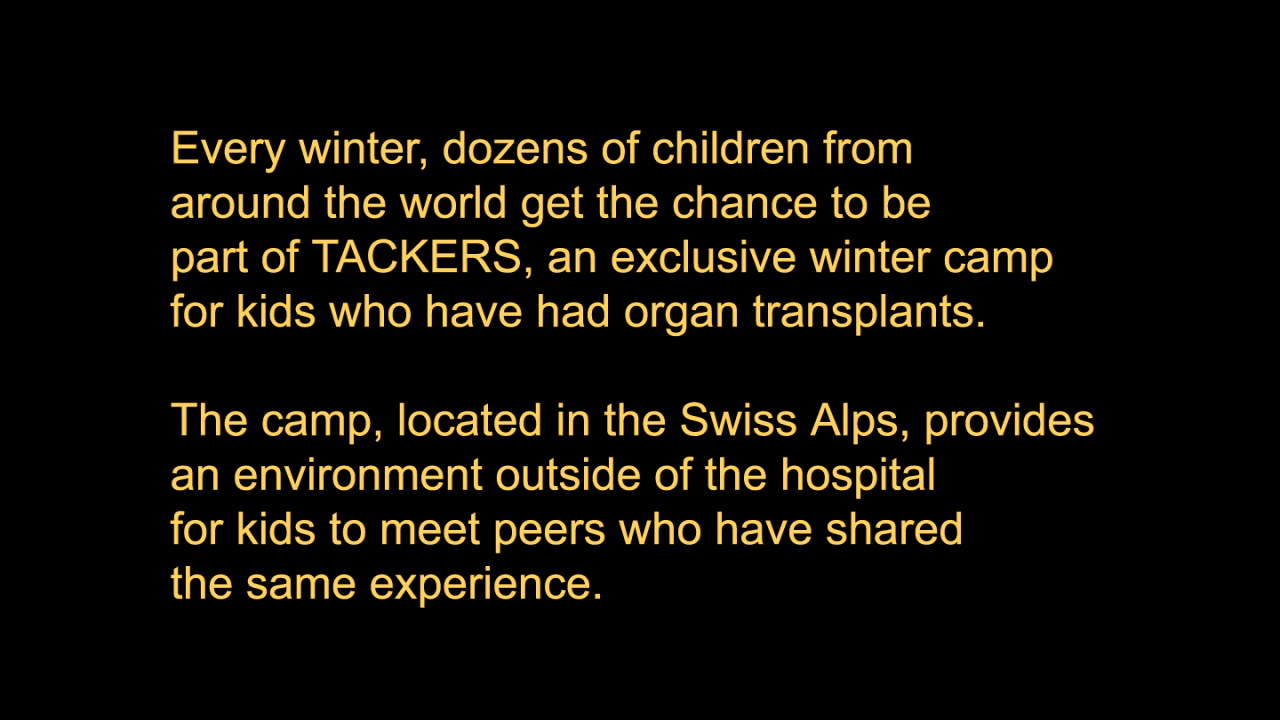 Every winter, dozens of children from
around the world get the chance to be
part of TACKERS, an exclusive winter camp
for kids who have had organ transplants.
The camp, located in the Swiss Alps, provides
an environment outside of the hospital
for kids to meet peers who have shared
the same experience.